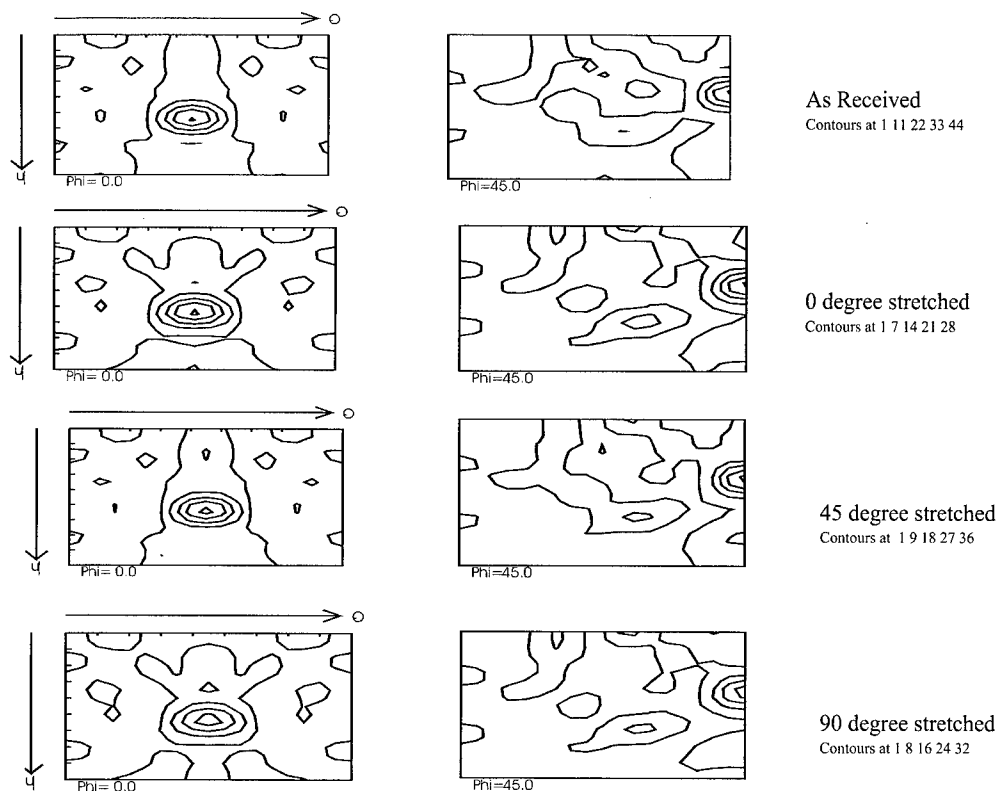 As Received
Contours at 1 11 22 33 44
Phi= 0.0
Phi=45.0
0 degree stretched
Contours at 1 7 14 21 28
Phi= 0.0
Phi=45.0
45 degree stretched
Contours at 1 9 18 27 36
Phi= 0.0
Phi=45.0
90 degree stretched
Contours at 1 8 16 24 32
Phi= 0.0
Phi=45.0